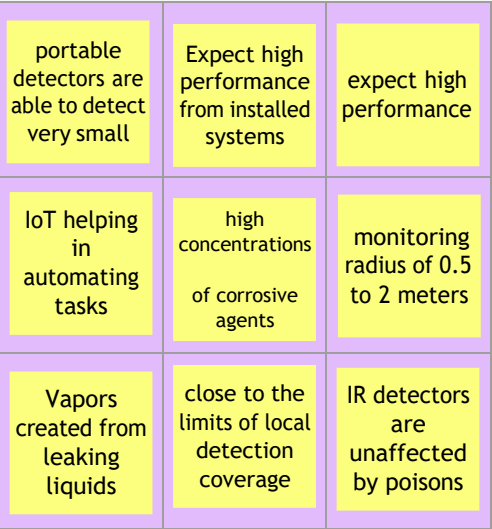 portable
detectors are
able to detect
very small
Expect high
performance
from installed
systems
expect high
performance
IoT helping
in
automating
tasks
high
concentrations
of corrosive
agents
monitoring
radius of 0.5
to 2 meters
Vapors
created from
leaking
liquids
close to the
limits of local
detection
coverage
IR detectors
are
unaffected
by poisons